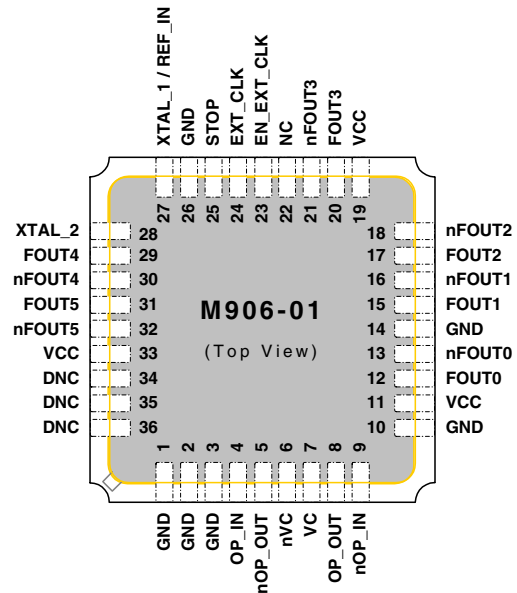 XTAL_1 / REF_IN
GND
STOP
EXT_CLK
EN_EXT_CLK
NC
nFOUT3
FOUT3
VCC
27
26
25
24
23
22
21
20
19
XTAL_2 28
FOUT4 29
nFOUT4 30
FOUT5 31
nFOUT5 32
VCC 33
DNC 34
DNC 35
DNC 36
M906-01
(Top View)
18 nFOUT2
17 FOUT2
16 nFOUT1
15 FOUT1
14 GND
13 nFOUT0
12 FOUT0
11 VCC
10 GND
1
2
3
4
5
6
7
8
9
GND
GND
GND
OP_IN
nOP_OUT
nVC
VC
OP_OUT
nOP_IN